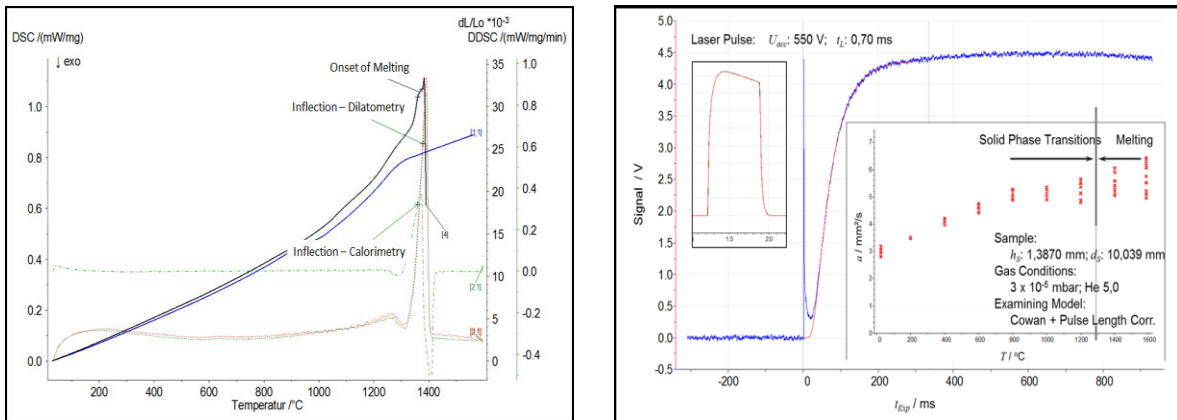 dL/Lo *10-3
DSC /(mW/mg)
DDSC /(mW/mg/min)
↓ exo
Onset of Melting
Inflection – Dilatometry
Inflection – Calorimetry
[1,1]
[4]
[2,1]
1.0
0.8
0.6
0.4
0.2
0.0
35
30
25
20
15
10
5
0
1.0
0.8
0.6
0.4
0.2
0.0
-0.2
-0.4
200
400
600
800
1000
1200
1400
Temperatur /°C
5.0
4.5
4.0
3.5
3.0
2.5
2.0
1.5
1.0
0.5
0.0
Signal / V
Laser Pulse: Uacc: 550 V; tL: 0,70 ms
1.5
2.0
Solid Phase Transitions
Melting
7
6
5
4
3
2
1
0
a / mm²/s
Sample:
hS: 1,3870 mm; dS: 10,039 mm
Gas Conditions:
3 x 10-5 mbar; He 5,0
Examining Model:
Cowan + Pulse Length Corr.
0 200 400 600 800 1000 1200 1400 1600
T / °C
-200 0 200 400 600 800
tExp / ms